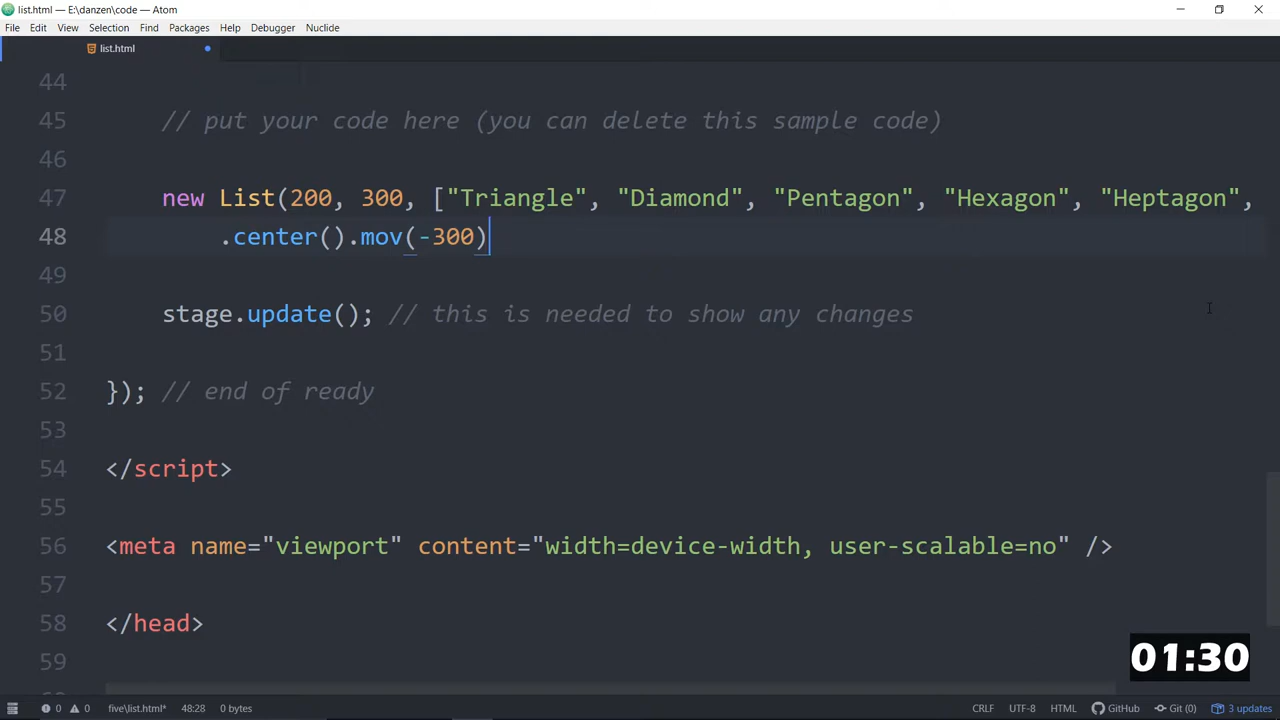 list.html — E:\danzen\code — Atom
File Edit View Selection Find Packages Help Debugger Nuclide
list.html
44
45 // put your code here (you can delete this sample code)
46
47 new List(200, 300, ["Triangle", "Diamond", "Pentagon", "Hexagon", "Heptagon",
48 .center().mov(-300)
49
50 stage.update(); // this is needed to show any changes
51
52 }); // end of ready
53
54 </script>
55
56 <meta name="viewport" content="width=device-width, user-scalable=no" />
57
58 </head>
59
01:30
0 0 five\list.html* 48:28 0 bytes CRLF UTF-8 HTML GitHub Git (0) 3 updates